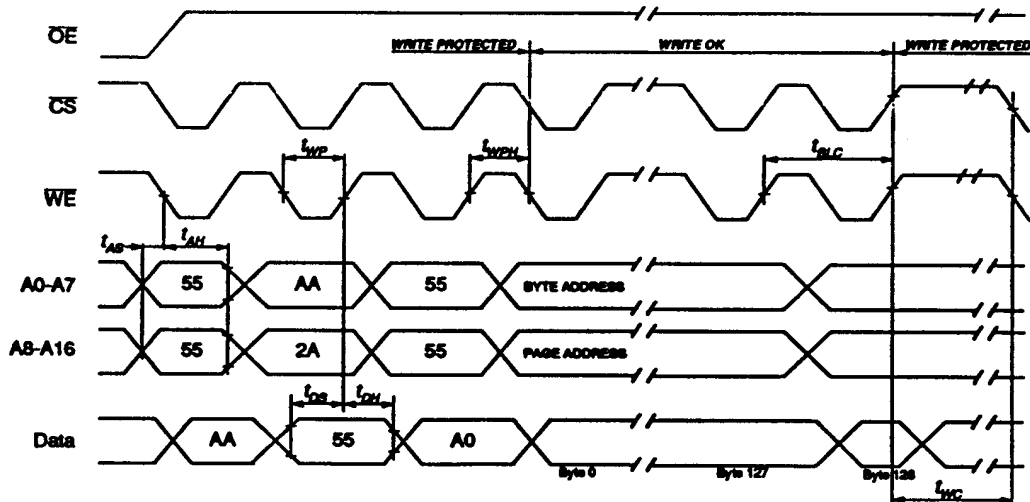 OE
WRITE PROTECTED WRITE OK WRITE PROTECTED
CS
tWP tWPH tBLC
WE
tAS tAH
A0-A7 55 AA 55 BYTE ADDRESS
A8-A16 55 2A 55 PAGE ADDRESS
tDS tDH
Data AA 55 A0
Byte 0 Byte 127 Byte 128
tWC